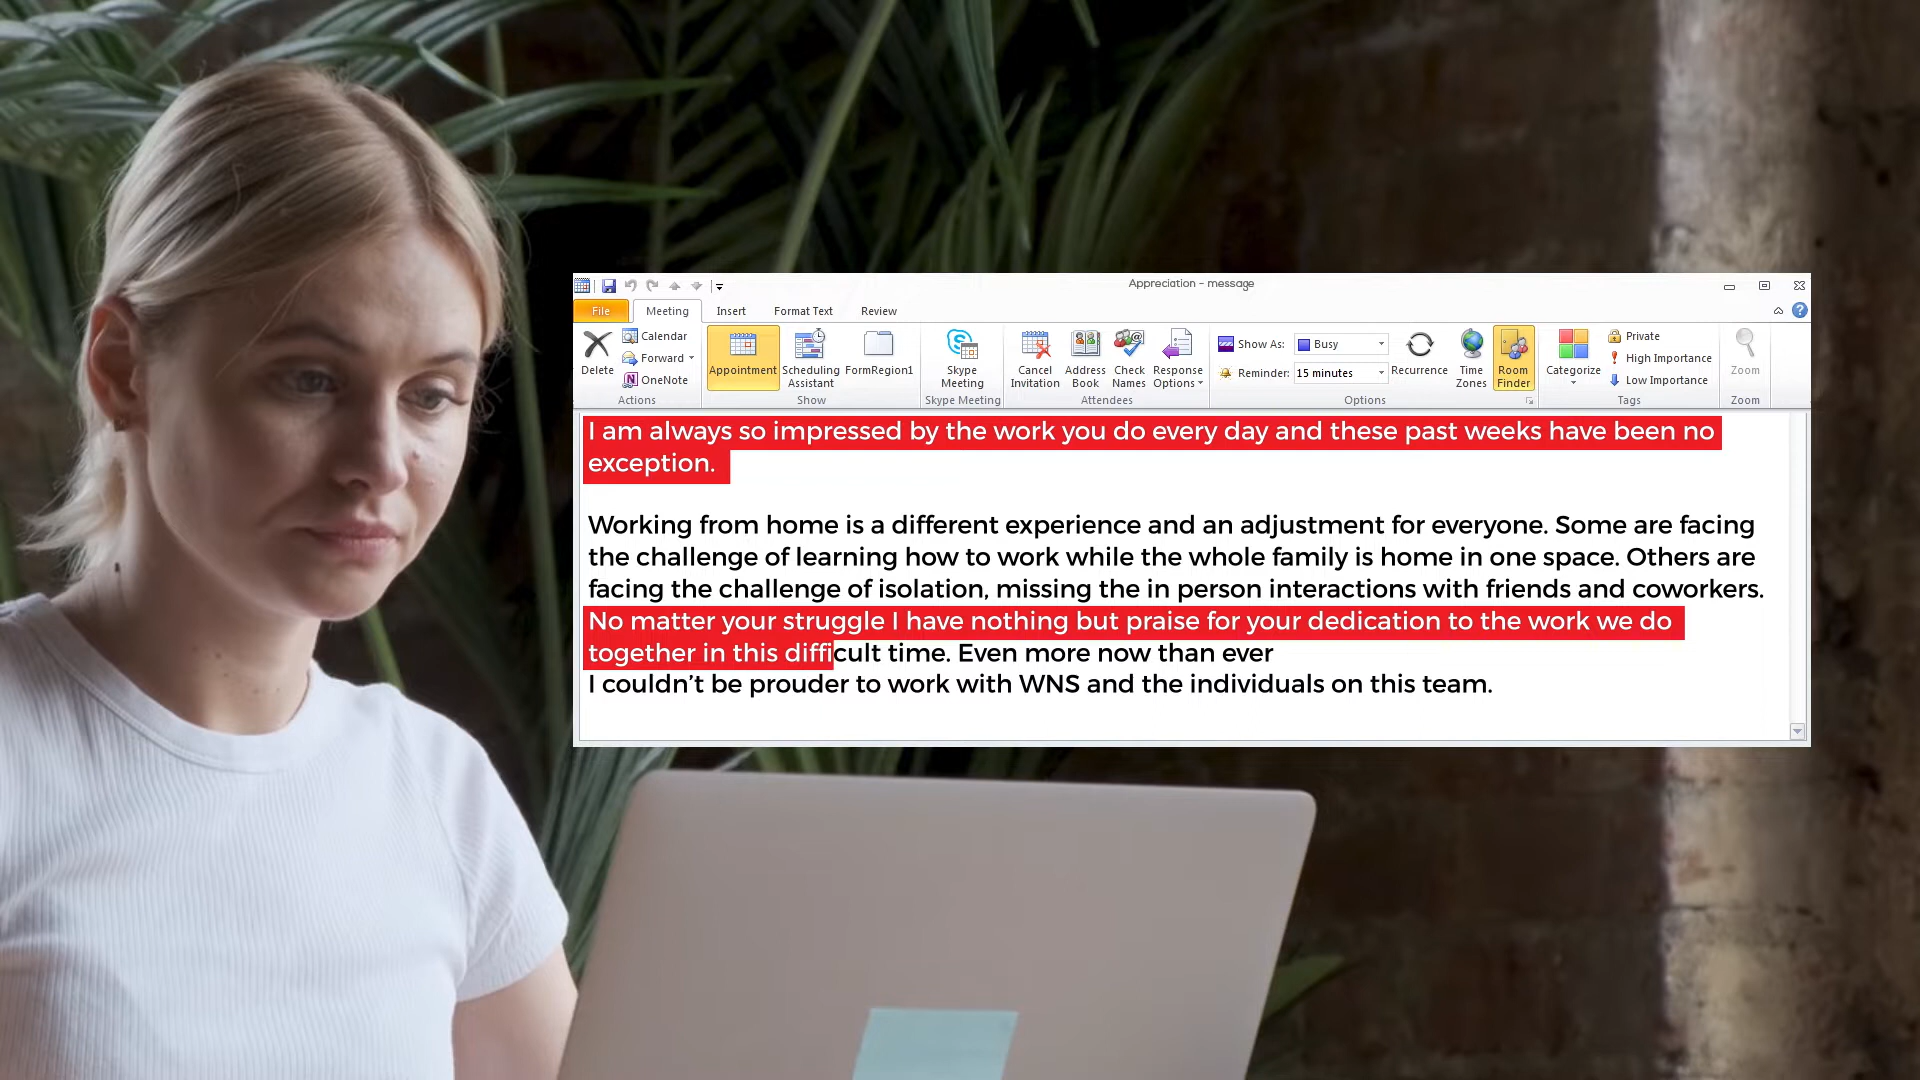 Appreciation - message
File Meeting Insert Format Text Review
Delete
Calendar
Forward
OneNote
Actions
Appointment
Scheduling
Assistant
FormRegion1
Show
Skype
Meeting
Skype Meeting
Cancel
Invitation
Address
Book
Check
Names
Response
Options
Attendees
Show As: Busy
Reminder: 15 minutes
Recurrence
Time
Zones
Room
Finder
Options
Categorize
Private
High Importance
Low Importance
Tags
Zoom
Zoom
I am always so impressed by the work you do every day and these past weeks have been no
exception.
Working from home is a different experience and an adjustment for everyone. Some are facing
the challenge of learning how to work while the whole family is home in one space. Others are
facing the challenge of isolation, missing the in person interactions with friends and coworkers.
No matter your struggle I have nothing but praise for your dedication to the work we do
together in this difficult time. Even more now than ever
I couldn't be prouder to work with WNS and the individuals on this team.